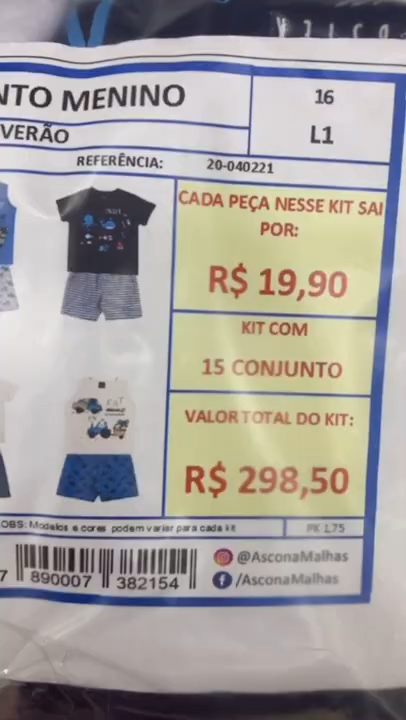 NTO MENINO
16
VERÃO
L1
REFERÊNCIA: 20-040221
CADA PEÇA NESSE KIT SAI
POR:
R$ 19,90
KIT COM
15 CONJUNTO
VALOR TOTAL DO KIT:
R$ 298,50
OBS: Modelos e cores podem variar para cada kit
PK 1,75
@AsconaMalhas
/AsconaMalhas
7 890007 382154